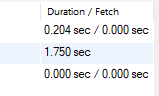 Duration / Fetch
0.204 sec / 0.000 sec
1.750 sec
0.000 sec / 0.000 sec